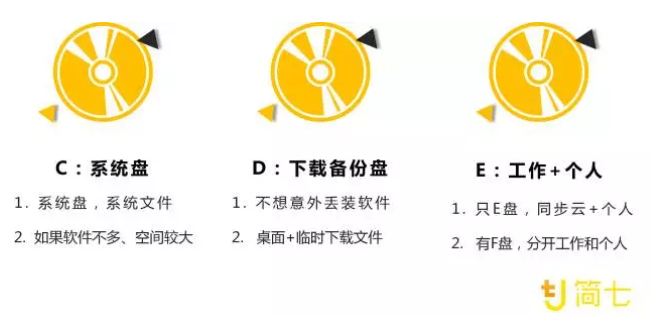 C：系统盘
1. 系统盘，系统文件
2. 如果软件不多、空间较大
D：下载备份盘
1. 不想意外丢装软件
2. 桌面+临时下载文件
E：工作+个人
1. 只E盘，同步云+个人
2. 有F盘，分开工作和个人
简七